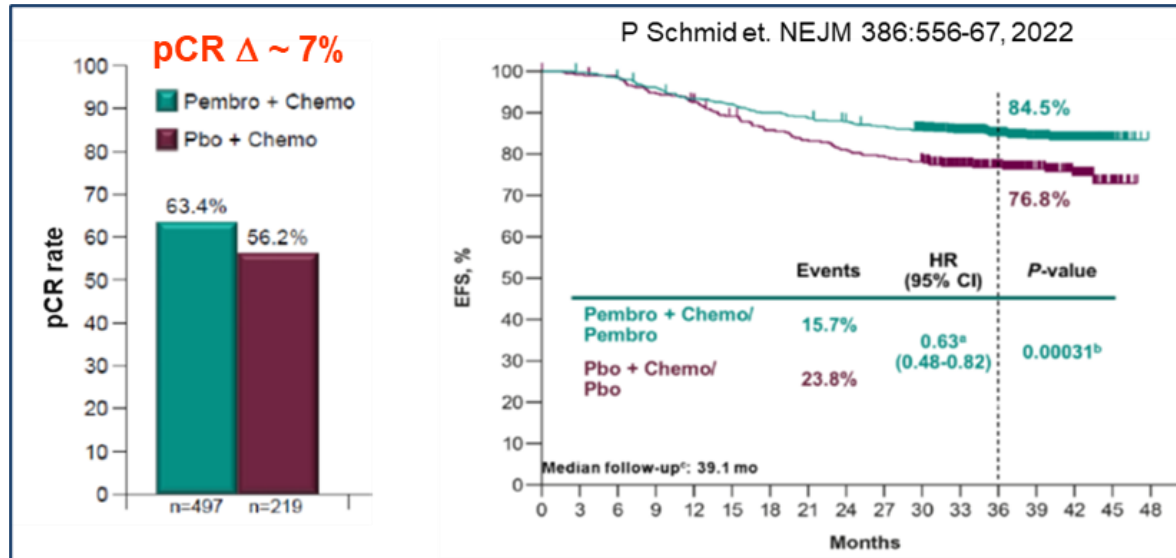 pCR Δ ~ 7%
P Schmid et. NEJM 386:556-67, 2022
pCR rate
100
90
80
70
60
50
40
30
20
10
0
Pembro + Chemo
Pbo + Chemo
63.4%
56.2%
n=497 n=219
EFS, %
100
90
80
70
60
50
40
30
20
10
0
84.5%
76.8%
Events HR (95% CI) P-value
Pembro + Chemo/
Pembro
15.7%
Pbo + Chemo/
Pbo
23.8%
0.63ᵃ
(0.48-0.82)
0.00031ᵇ
Median follow-upᶜ: 39.1 mo
0 3 6 9 12 15 18 21 24 27 30 33 36 39 42 45 48
Months